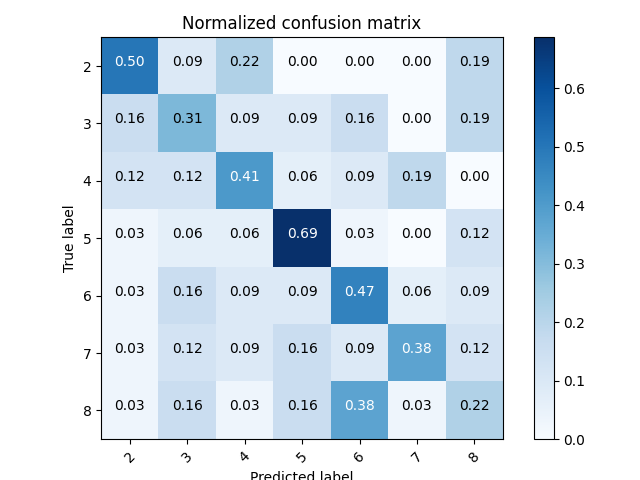 Normalized confusion matrix
2 0.50 0.09 0.22 0.00 0.00 0.00 0.19
3 0.16 0.31 0.09 0.09 0.16 0.00 0.19
4 0.12 0.12 0.41 0.06 0.09 0.19 0.00
5 0.03 0.06 0.06 0.69 0.03 0.00 0.12
6 0.03 0.16 0.09 0.09 0.47 0.06 0.09
7 0.03 0.12 0.09 0.16 0.09 0.38 0.12
8 0.03 0.16 0.03 0.16 0.38 0.03 0.22
2 3 4 5 6 7 8
True label
Predicted label
0.6
0.5
0.4
0.3
0.2
0.1
0.0